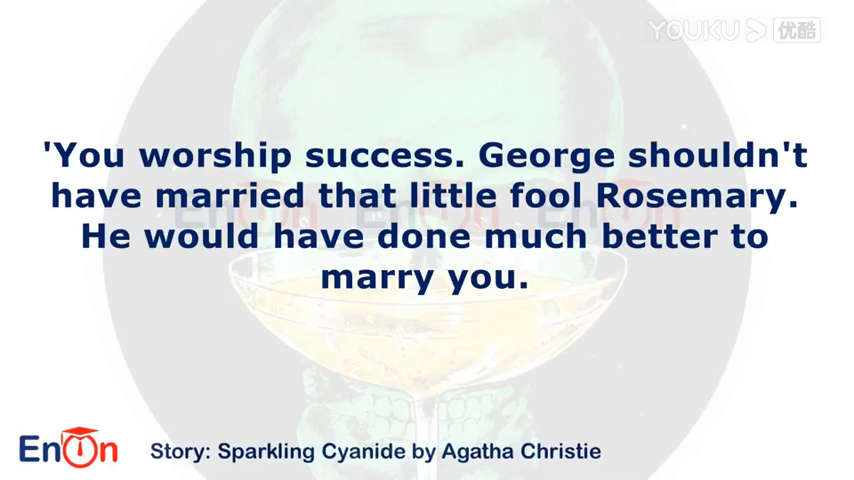 YOUKU 优酷
'You worship success. George shouldn't
have married that little fool Rosemary.
He would have done much better to
marry you.
EnOn
Story: Sparkling Cyanide by Agatha Christie